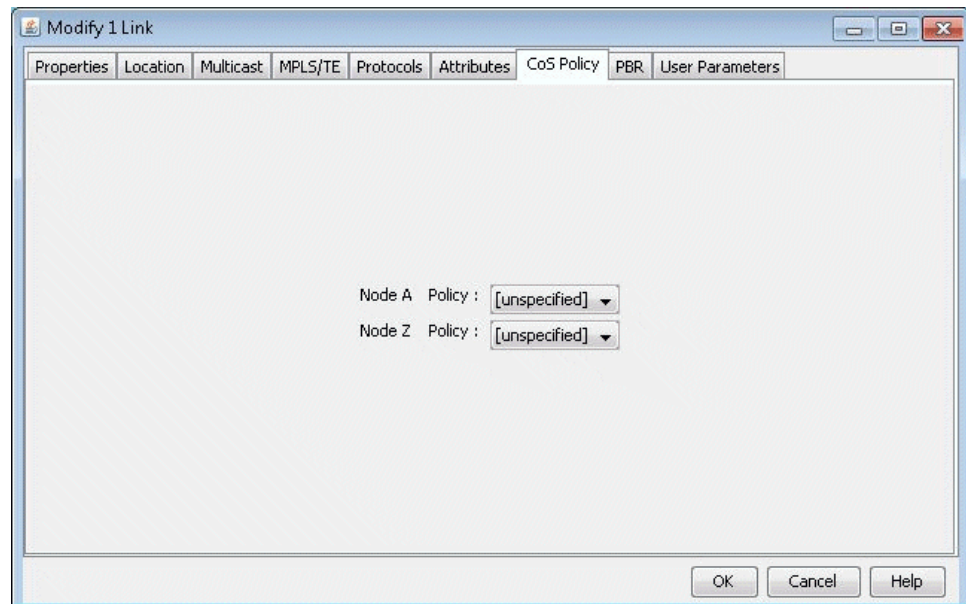 Modify 1 Link
Properties Location Multicast MPLS/TE Protocols Attributes CoS Policy PBR User Parameters
Node A Policy : [unspecified]
Node Z Policy : [unspecified]
OK Cancel Help